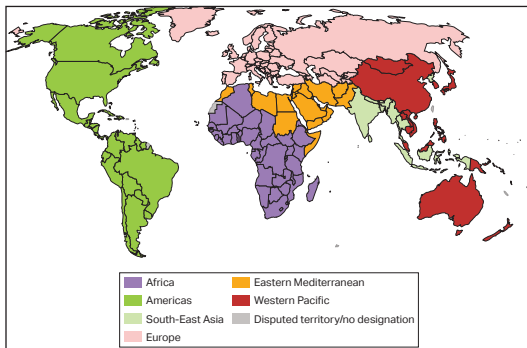 Africa
Americas
South-East Asia
Europe
Eastern Mediterranean
Western Pacific
Disputed territory/no designation